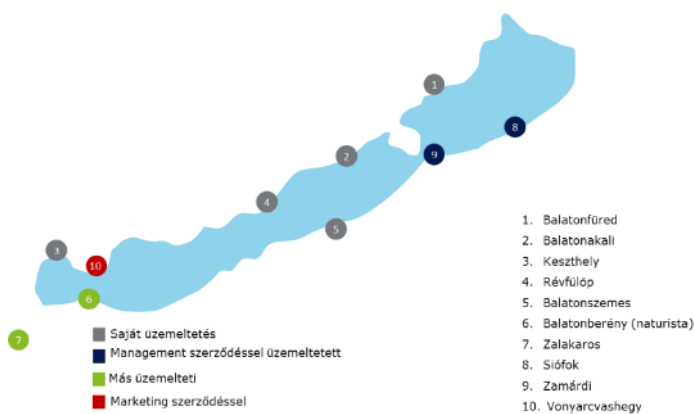 1
8
2
9
4
5
3
10
6
7
Saját üzemeltetés
Management szerződéssel üzemeltetett
Más üzemelteti
Marketing szerződéssel
1. Balatonfüred
2. Balatonakali
3. Keszthely
4. Révfülöp
5. Balatonszemes
6. Balatonberény (naturista)
7. Zalakaros
8. Siófok
9. Zamárdi
10. Vonyarcvashegy